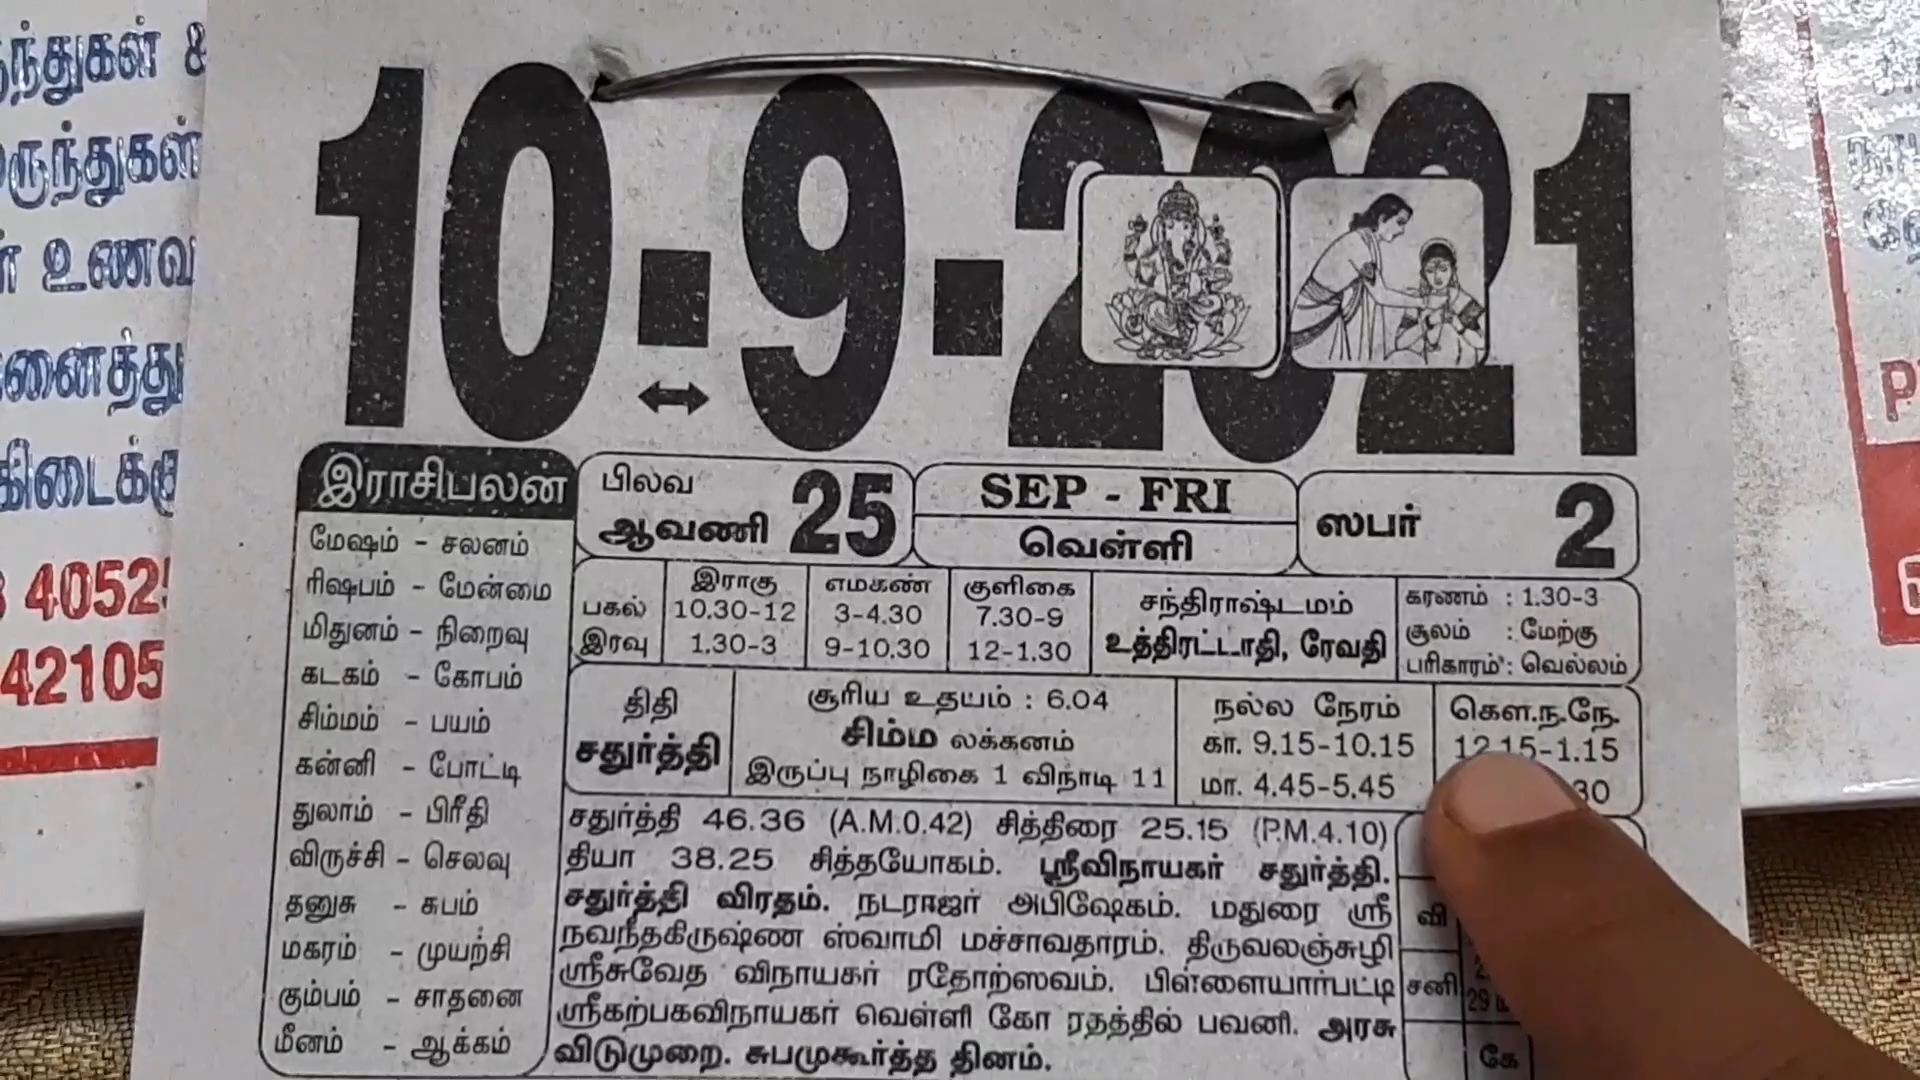 10-9-2021
இராசிபலன்
மேஷம் - சலனம்
ரிஷபம் - மேன்மை
மிதுனம் - நிறைவு
கடகம் - கோபம்
சிம்மம் - பயம்
கன்னி - போட்டி
துலாம் - பிரீதி
விருச்சி - செலவு
தனுசு - சுபம்
மகரம் - முயற்சி
கும்பம் - சாதனை
மீனம் - ஆக்கம்
பிலவ
ஆவணி 25
SEP - FRI
வெள்ளி
ஸபர் 2
இராகு எமகண் குளிகை
பகல் 10.30-12 3-4.30 7.30-9
இரவு 1.30-3 9-10.30 12-1.30
சந்திராஷ்டமம்
உத்திரட்டாதி, ரேவதி
கரணம் : 1.30-3
சூலம் : மேற்கு
பரிகாரம் : வெல்லம்
திதி
சதுர்த்தி
சூரிய உதயம் : 6.04
சிம்ம லக்கனம்
இருப்பு நாழிகை 1 விநாடி 11
நல்ல நேரம்
கா. 9.15-10.15
மா. 4.45-5.45
கௌ.ந.நே.
12.15-1.15
30
சதுர்த்தி 46.36 (A.M.0.42) சித்திரை 25.15 (P.M.4.10)
தியா 38.25 சித்தயோகம். ஸ்ரீவிநாயகர் சதுர்த்தி.
சதுர்த்தி விரதம். நடராஜர் அபிஷேகம். மதுரை ஸ்ரீ
நவநீதகிருஷ்ண ஸ்வாமி மச்சாவதாரம். திருவலஞ்சுழி
ஸ்ரீசுவேத விநாயகர் ரதோற்ஸவம். பிள்ளையார்பட்டி
ஸ்ரீகற்பகவிநாயகர் வெள்ளி கோ ரதத்தில் பவனி. அரசு
விடுமுறை. சுபமுகூர்த்த தினம்.
வி
சனி
29
கே
உணவ
னைத்து
கிடைக்கு
4052
42105
P